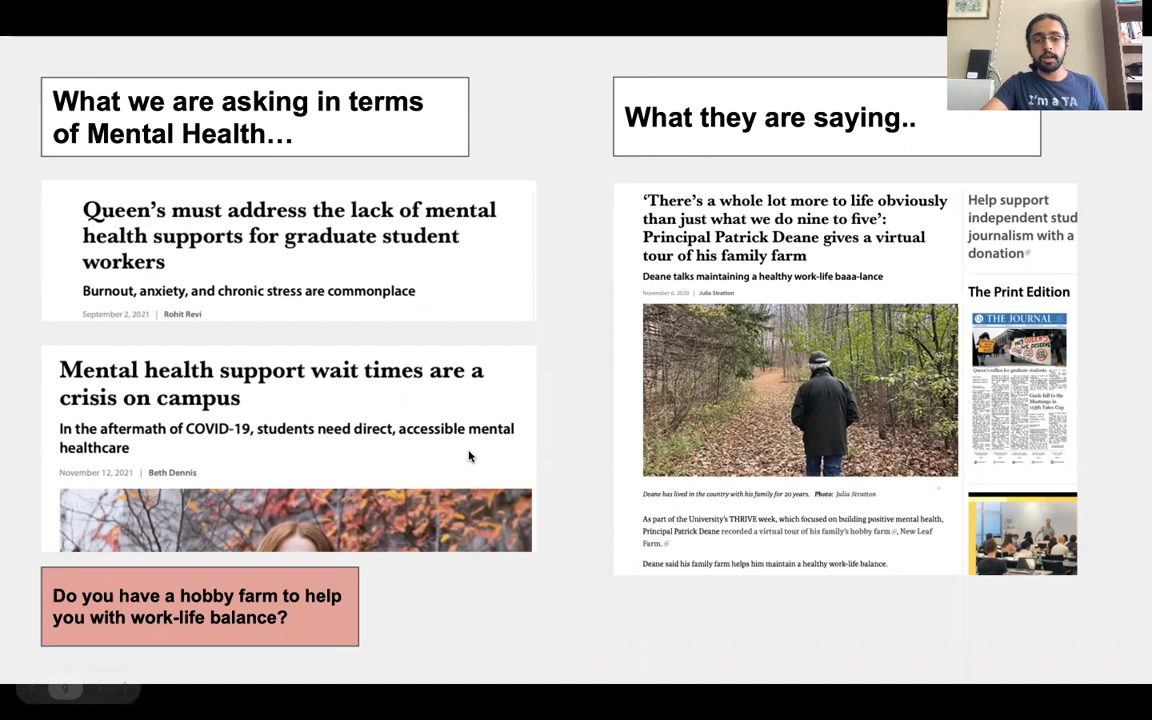 What we are asking in terms
of Mental Health…
Queen's must address the lack of mental
health supports for graduate student
workers
Burnout, anxiety, and chronic stress are commonplace
September 2, 2021 | Rohit Revi
Mental health support wait times are a
crisis on campus
In the aftermath of COVID-19, students need direct, accessible mental
healthcare
November 12, 2021 | Beth Dennis
Do you have a hobby farm to help
you with work-life balance?
9
What they are saying..
'There's a whole lot more to life obviously
than just what we do nine to five':
Principal Patrick Deane gives a virtual
tour of his family farm
Deane talks maintaining a healthy work-life baaa-lance
November 6, 2020 | Julia Stratton
Deane has lived in the country with his family for 20 years. Photo: Julia Stratton
As part of the University's THRIVE week, which focused on building positive mental health,
Principal Patrick Deane recorded a virtual tour of his family's hobby farm, New Leaf
Farm.
Deane said his family farm helps him maintain a healthy work-life balance.
Help support
independent stud
journalism with a
donation
The Print Edition
THE JOURNAL
I'm a TA